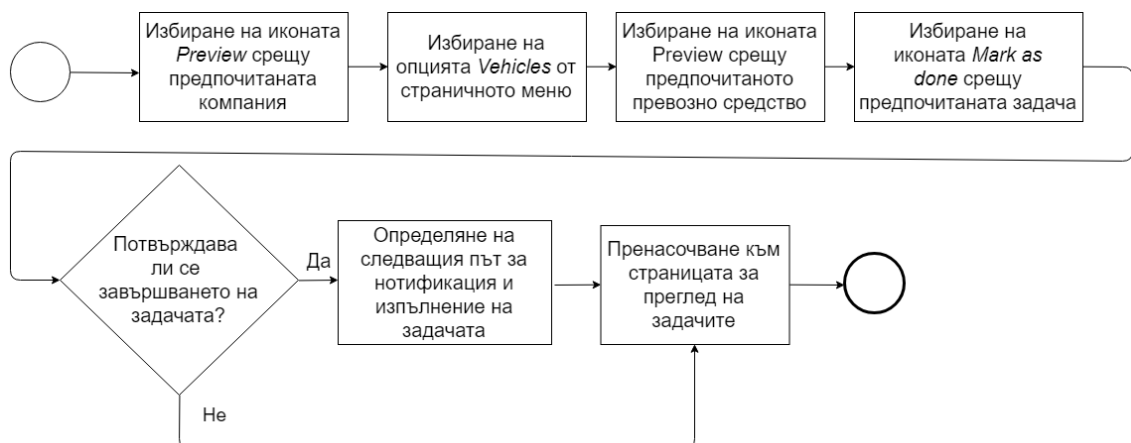 Избиране на иконата
Preview срещу
предпочитаната
компания
Избиране на
опцията Vehicles от
страничното меню
Избиране на иконата
Preview срещу
предпочитаното
превозно средство
Избиране на
иконата Mark as
done срещу
предпочитаната задача
Потвърждава
ли се
завършването на
задачата?
Да
Определяне на
следващия път за
нотификация и
изпълнение на
задачата
Пренасочване към
страницата за
преглед на
задачите
Не